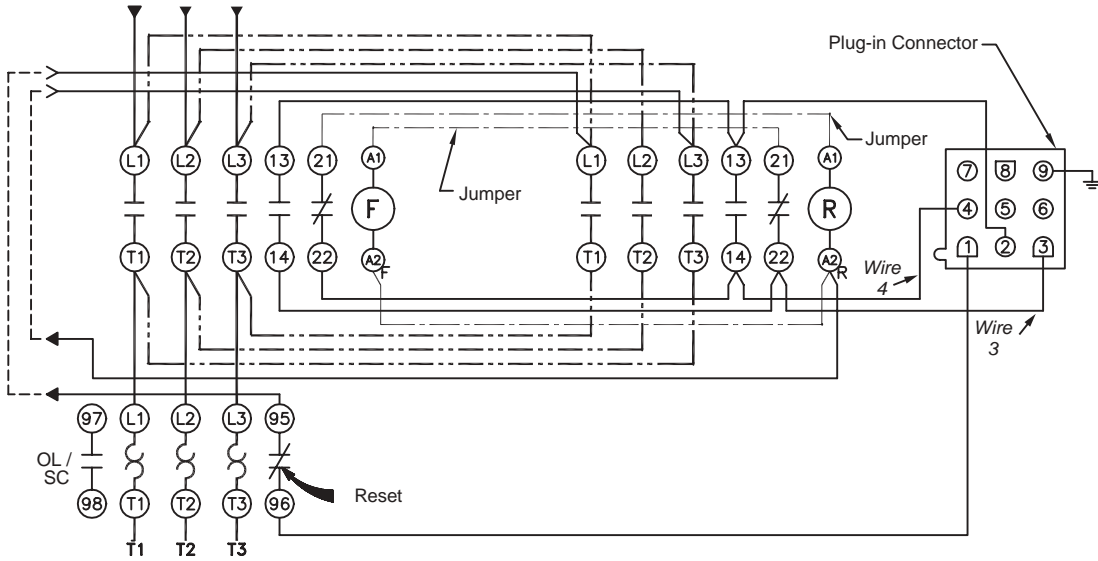 Plug-in Connector
L1 L2 L3 13 21 A1 L1 L2 L3 13 21 A1
Jumper
Jumper
7 8 9
F R
4 5 6
T1 T2 T3 14 22 A2 F T1 T2 T3 14 22 A2 R
1 2 3
Wire
4
Wire
3
97 L1 L2 L3 95
OL /
SC
Reset
98 T1 T2 T3 96
T1 T2 T3